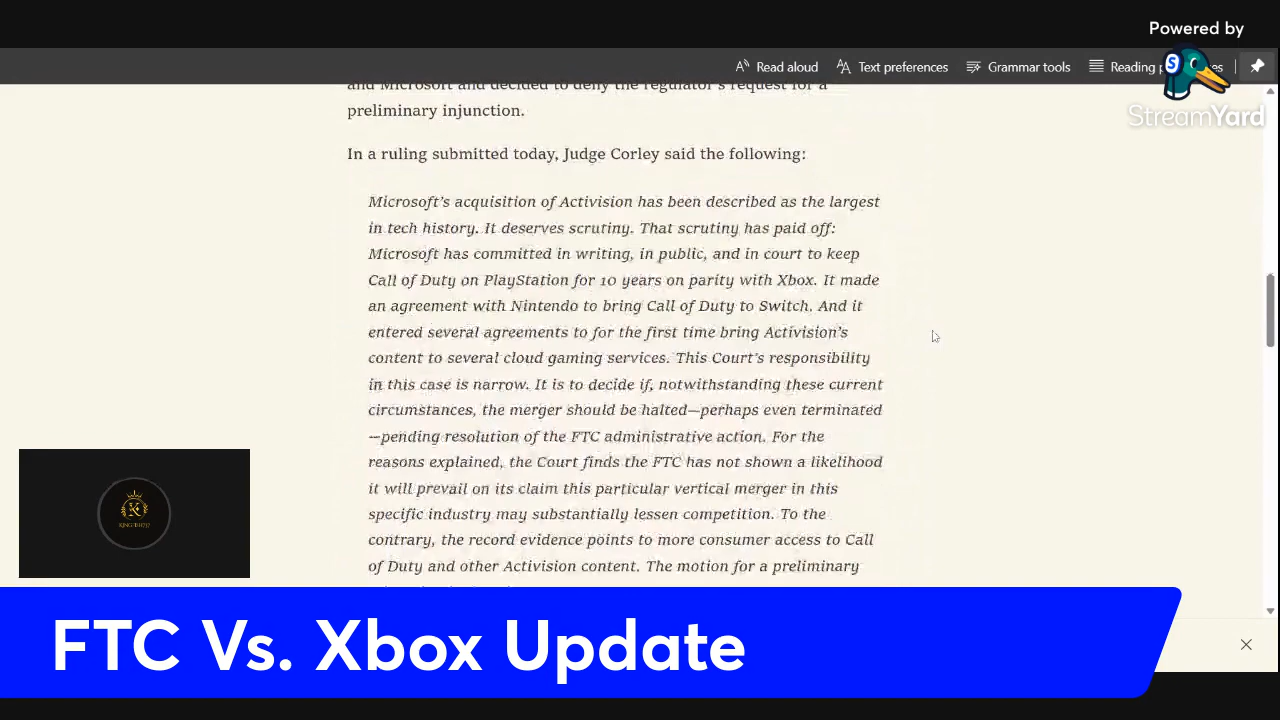 Powered by
StreamYard
Read aloud
Text preferences
Grammar tools
Reading
and Microsoft and decided to deny the regulator's request for a
preliminary injunction.
In a ruling submitted today, Judge Corley said the following:
Microsoft's acquisition of Activision has been described as the largest
in tech history. It deserves scrutiny. That scrutiny has paid off:
Microsoft has committed in writing, in public, and in court to keep
Call of Duty on PlayStation for 10 years on parity with Xbox. It made
an agreement with Nintendo to bring Call of Duty to Switch. And it
entered several agreements to for the first time bring Activision's
content to several cloud gaming services. This Court's responsibility
in this case is narrow. It is to decide if, notwithstanding these current
circumstances, the merger should be halted—perhaps even terminated
—pending resolution of the FTC administrative action. For the
reasons explained, the Court finds the FTC has not shown a likelihood
it will prevail on its claim this particular vertical merger in this
specific industry may substantially lessen competition. To the
contrary, the record evidence points to more consumer access to Call
of Duty and other Activision content. The motion for a preliminary
FTC Vs. Xbox Update